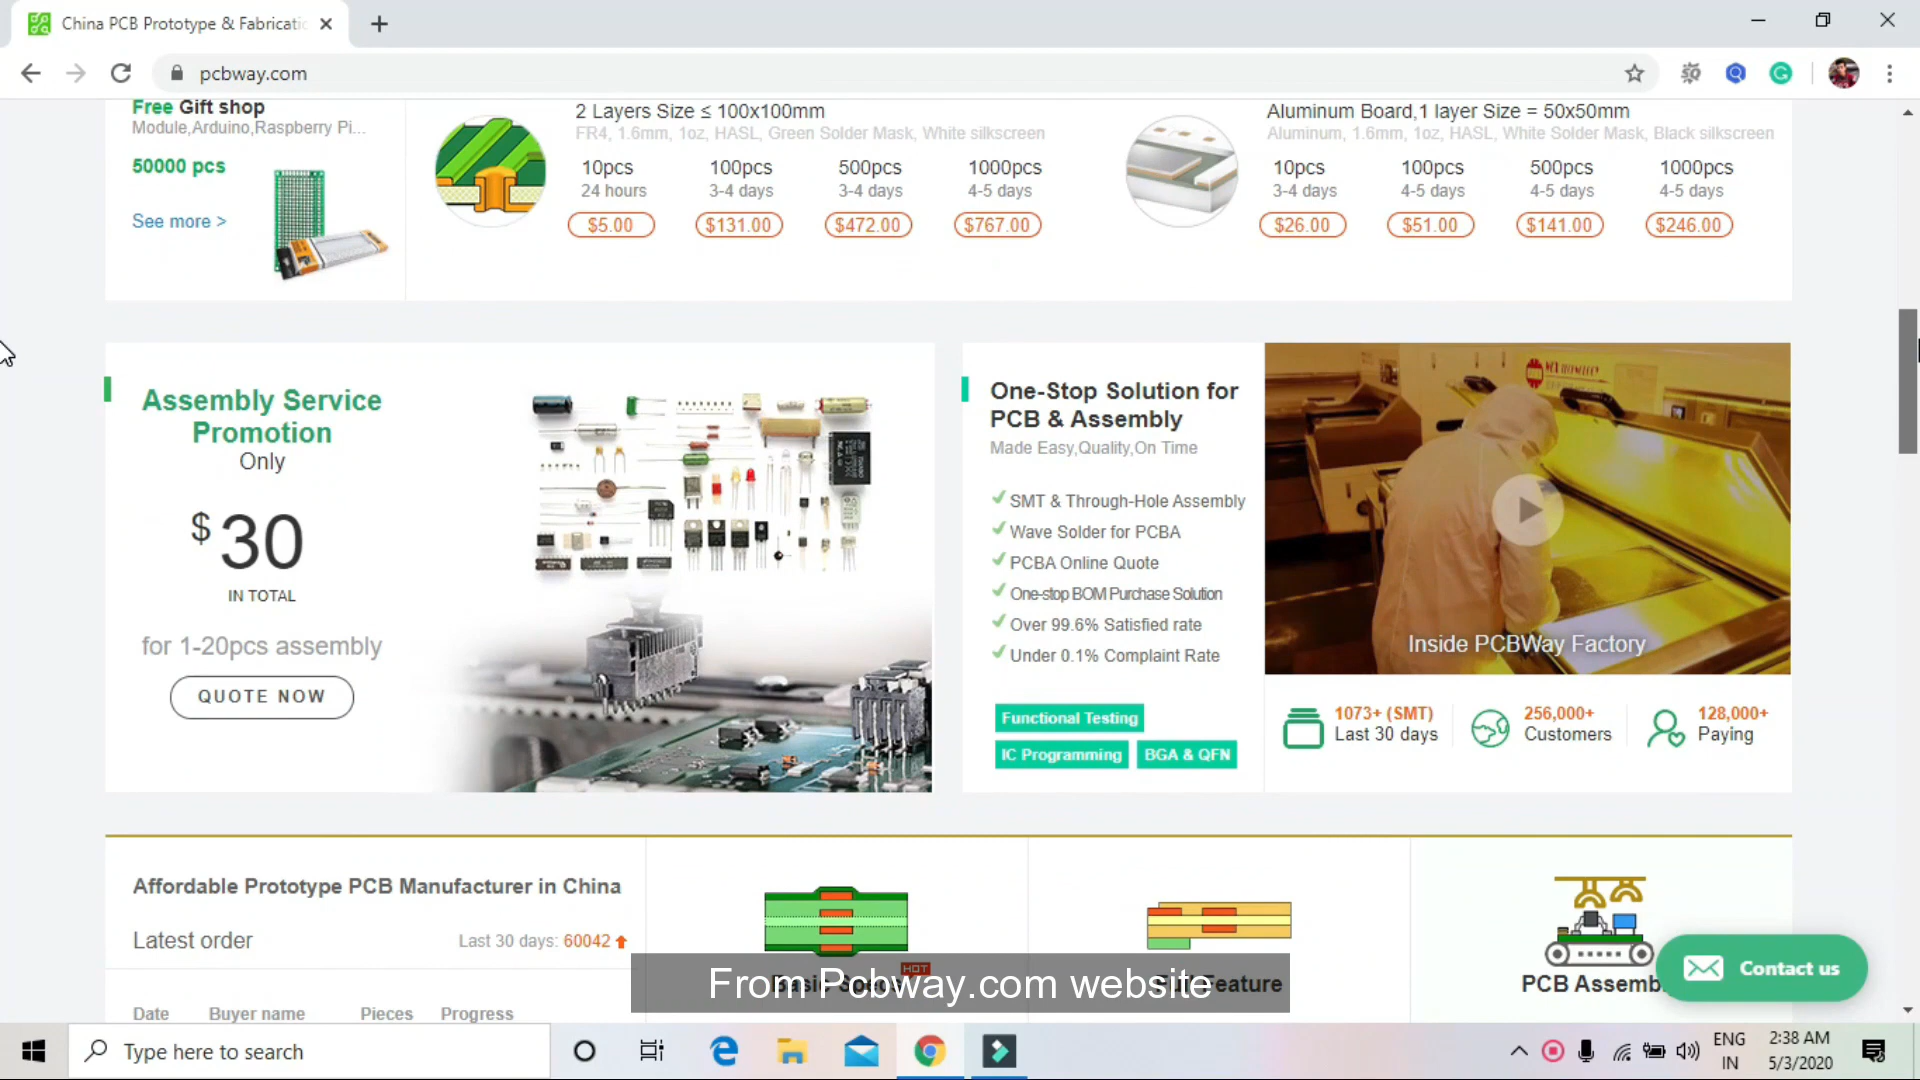 China PCB Prototype & Fabricatic
pcbway.com
Free Gift shop
Module,Arduino,Raspberry Pi...
50000 pcs
See more >
2 Layers Size ≤ 100x100mm
FR4, 1.6mm, 1oz, HASL, Green Solder Mask, White silkscreen
10pcs 100pcs 500pcs 1000pcs
24 hours 3-4 days 3-4 days 4-5 days
$5.00 $131.00 $472.00 $767.00
Aluminum Board,1 layer Size = 50x50mm
Aluminum, 1.6mm, 1oz, HASL, White Solder Mask, Black silkscreen
10pcs 100pcs 500pcs 1000pcs
3-4 days 4-5 days 4-5 days 4-5 days
$26.00 $51.00 $141.00 $246.00
Assembly Service
Promotion
Only
$30
IN TOTAL
for 1-20pcs assembly
QUOTE NOW
One-Stop Solution for
PCB & Assembly
Made Easy,Quality,On Time
SMT & Through-Hole Assembly
Wave Solder for PCBA
PCBA Online Quote
One-stop BOM Purchase Solution
Over 99.6% Satisfied rate
Under 0.1% Complaint Rate
Functional Testing
IC Programming BGA & QFN
Inside PCBWay Factory
1073+ (SMT)
Last 30 days
256,000+
Customers
128,000+
Paying
Affordable Prototype PCB Manufacturer in China
Latest order Last 30 days: 60042
Date Buyer name Pieces Progress
HOT
Basic Specs
Full Feature
PCB Assemb
From Pcbway.com website
Contact us
Type here to search
ENG
IN
2:38 AM
5/3/2020